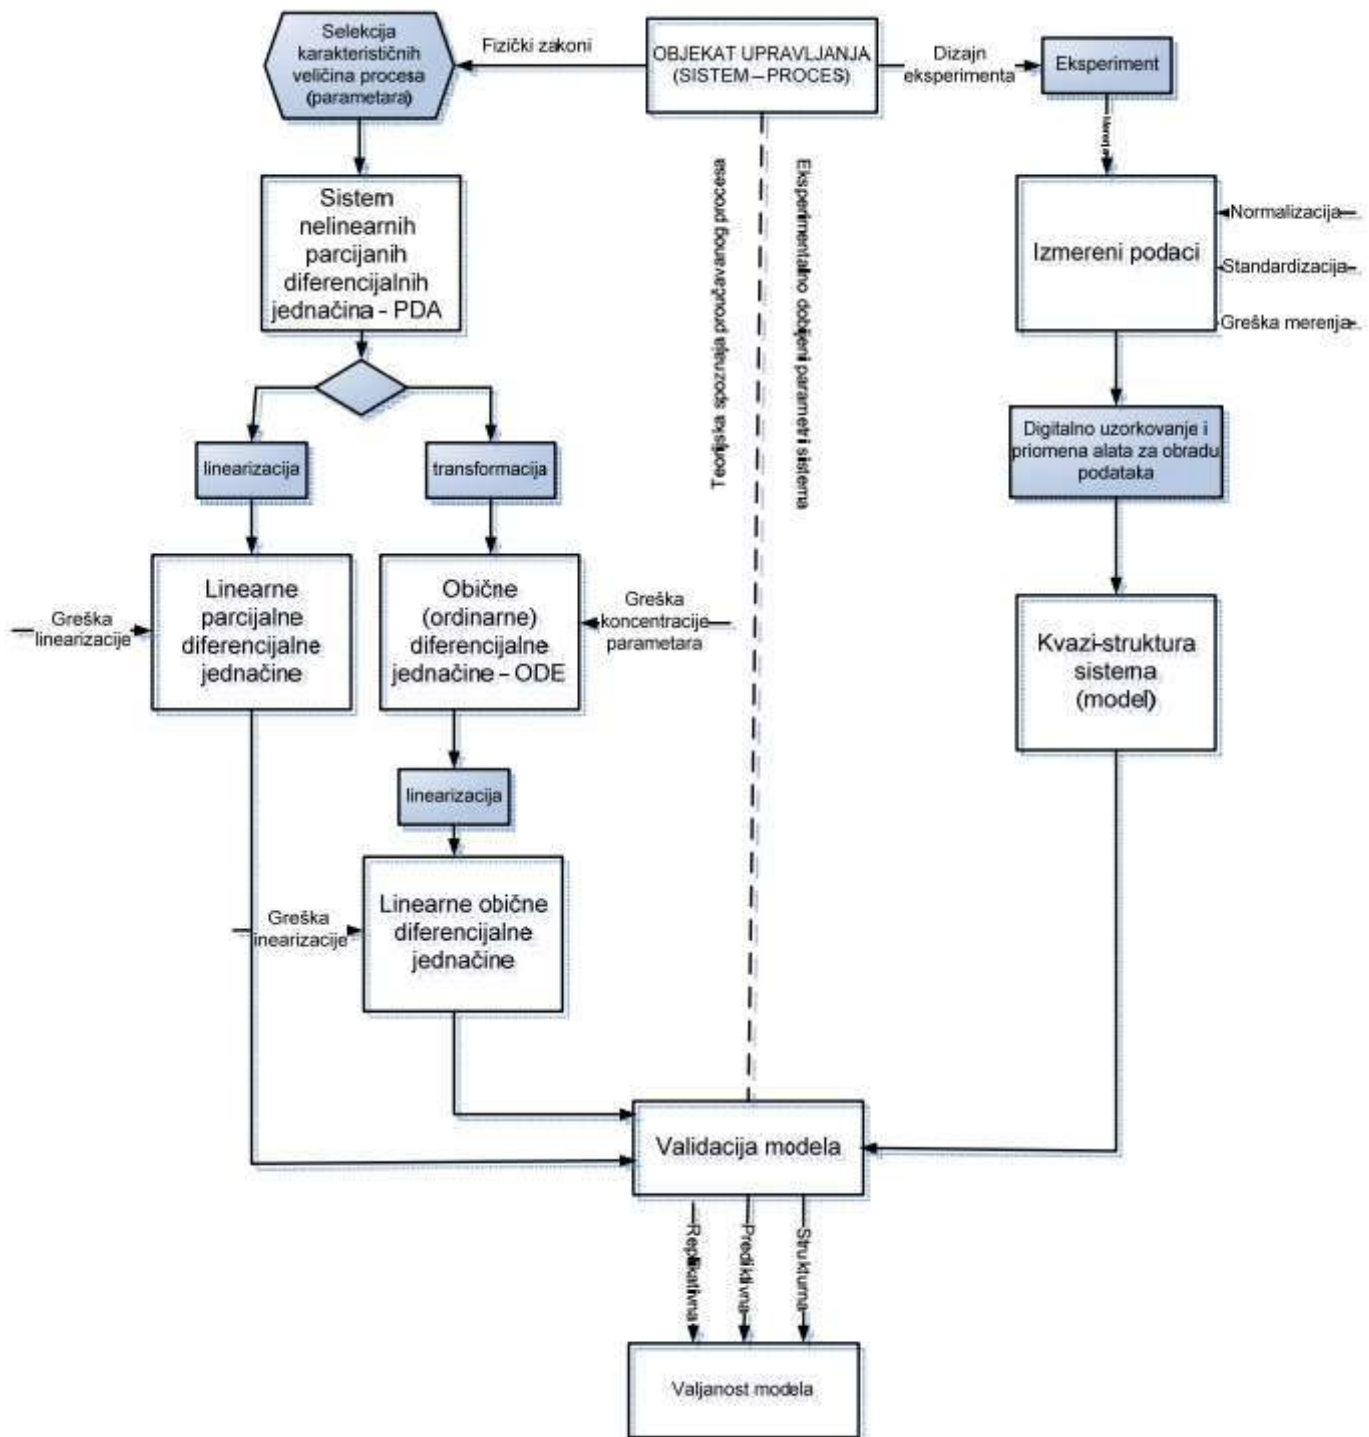 Selekcija
karakterističnih
veličina procesa
(parametara)
Fizički zakoni
OBJEKAT UPRAVLJANJA
(SISTEM – PROCES)
Dizajn
eksperimenta
Eksperiment
Merenja
Sistem
nelinearnih
parcijanih
diferencijalnih
jednačina - PDA
Teorijska spoznaja proučavanog procesa
Eksperimentalno dobijeni parametri sistema
Izmereni podaci
Normalizacija
Standardizacija
Greška merenja
linearizacija
transformacija
Digitalno uzorkovanje i
priomena alata za obradu
podataka
Greška
linearizacije
Linearne
parcijalne
diferencijalne
jednačine
Obične
(ordinarne)
diferencijalne
jednačine – ODE
Greška
koncentracije
parametara
Kvazi-struktura
sistema
(model)
linearizacija
Greška
inearizacije
Linearne obične
diferencijalne
jednačine
Validacija modela
Replikativna
Prediktivna
Strukturna
Valjanost modela